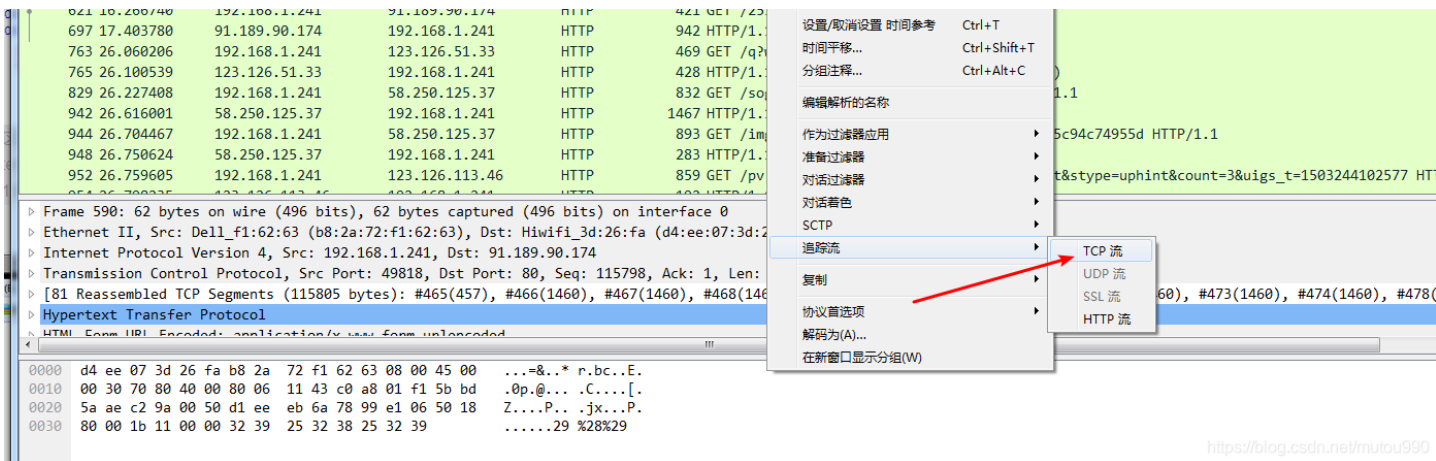 621 16.266740 192.168.1.241 91.189.90.174 HTTP 421 GET /25
697 17.403780 91.189.90.174 192.168.1.241 HTTP 942 HTTP/1.
763 26.060206 192.168.1.241 123.126.51.33 HTTP 469 GET /q?
765 26.100539 123.126.51.33 192.168.1.241 HTTP 428 HTTP/1. )
829 26.227408 192.168.1.241 58.250.125.37 HTTP 832 GET /so 1.1
942 26.616001 58.250.125.37 192.168.1.241 HTTP 1467 HTTP/1.
944 26.704467 192.168.1.241 58.250.125.37 HTTP 893 GET /im 5c94c74955d HTTP/1.1
948 26.750624 58.250.125.37 192.168.1.241 HTTP 283 HTTP/1.
952 26.759605 192.168.1.241 123.126.113.46 HTTP 859 GET /pv t&stype=uphint&count=3&uigs_t=1503244102577 HT
设置/取消设置 时间参考 Ctrl+T
时间平移... Ctrl+Shift+T
分组注释... Ctrl+Alt+C
编辑解析的名称
作为过滤器应用
准备过滤器
对话过滤器
对话着色
SCTP
追踪流
复制
协议首选项
解码为(A)...
在新窗口显示分组(W)
TCP 流
UDP 流
SSL 流
HTTP 流
Frame 590: 62 bytes on wire (496 bits), 62 bytes captured (496 bits) on interface 0
Ethernet II, Src: Dell_f1:62:63 (b8:2a:72:f1:62:63), Dst: Hiwifi_3d:26:fa (d4:ee:07:3d:2
Internet Protocol Version 4, Src: 192.168.1.241, Dst: 91.189.90.174
Transmission Control Protocol, Src Port: 49818, Dst Port: 80, Seq: 115798, Ack: 1, Len:
[81 Reassembled TCP Segments (115805 bytes): #465(457), #466(1460), #467(1460), #468(146 60), #473(1460), #474(1460), #478(
Hypertext Transfer Protocol
HTML Form URL Encoded: application/x-www-form-urlencoded
0000 d4 ee 07 3d 26 fa b8 2a 72 f1 62 63 08 00 45 00 ...=&..* r.bc..E.
0010 00 30 70 80 40 00 80 06 11 43 c0 a8 01 f1 5b bd .0p.@... .C....[.
0020 5a ae c2 9a 00 50 d1 ee eb 6a 78 99 e1 06 50 18 Z....P.. .jx...P.
0030 80 00 1b 11 00 00 32 39 25 32 38 25 32 39 ......29 %28%29
https://blog.csdn.net/mutou990